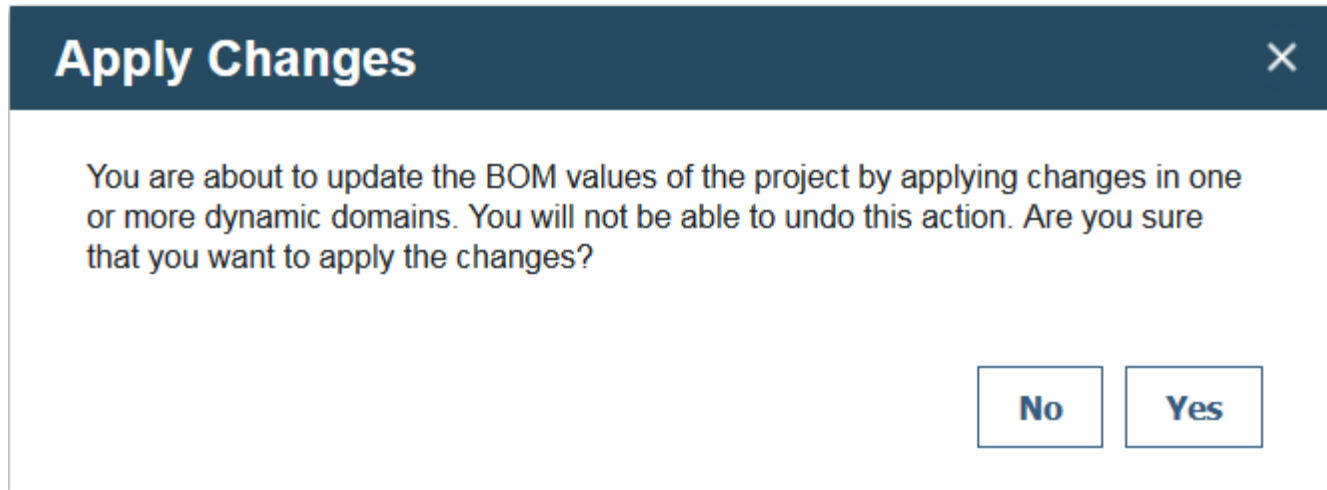 Apply Changes
You are about to update the BOM values of the project by applying changes in one
or more dynamic domains. You will not be able to undo this action. Are you sure
that you want to apply the changes?
No Yes